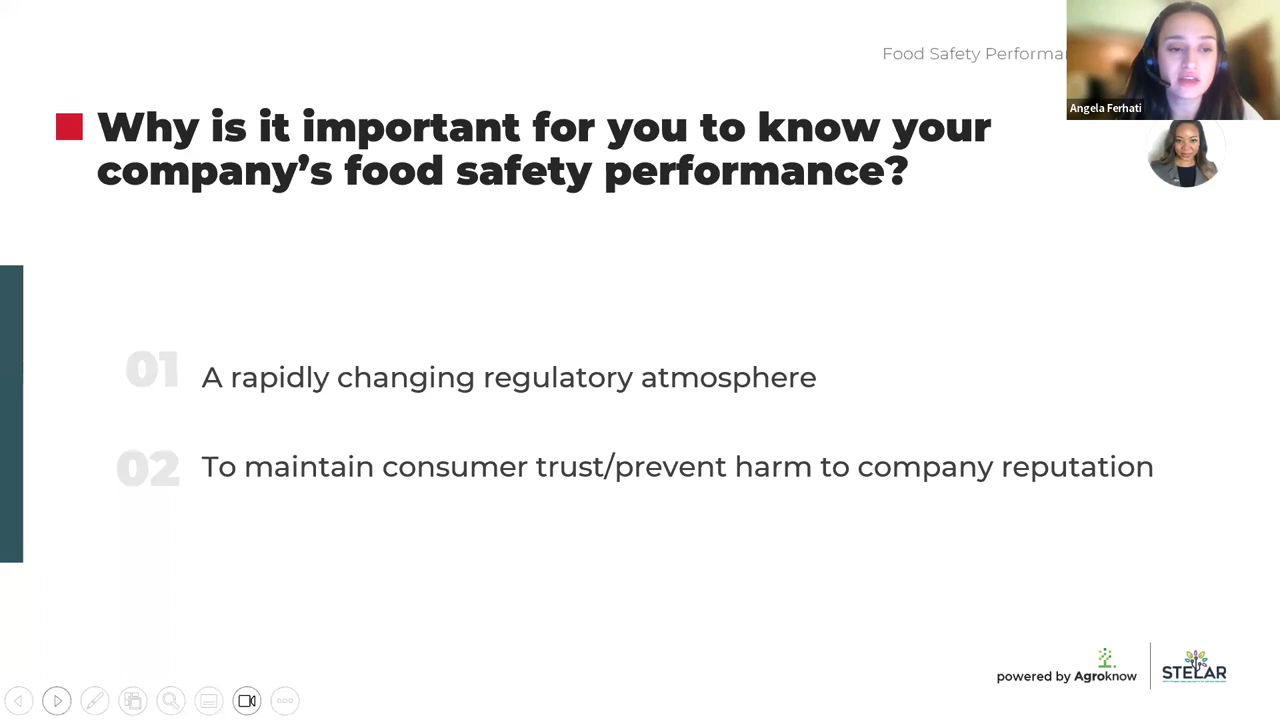 Food Safety Performa
Angela Ferhati
Why is it important for you to know your
company’s food safety performance?
01
A rapidly changing regulatory atmosphere
02
To maintain consumer trust/prevent harm to company reputation
powered by Agroknow
STELAR